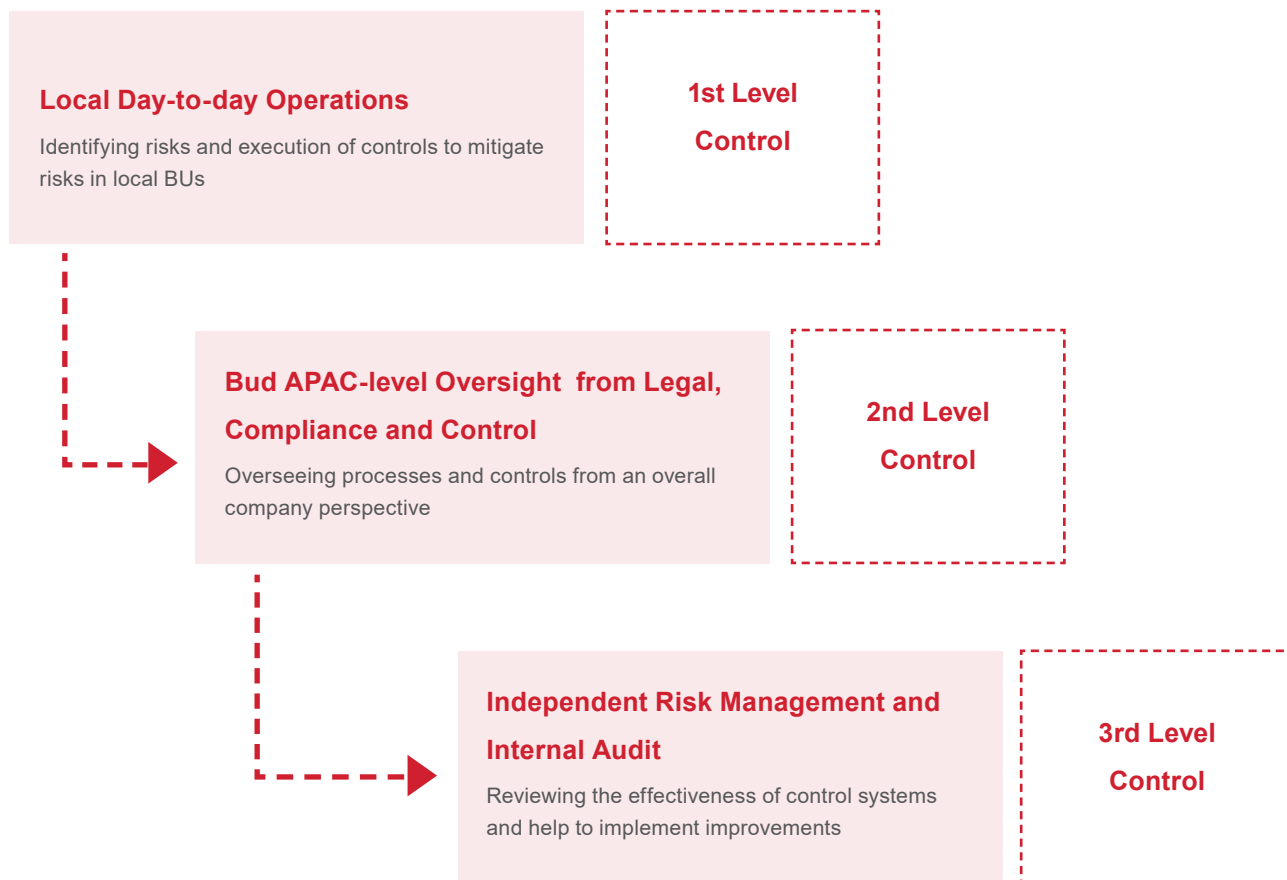 Local Day-to-day Operations
Identifying risks and execution of controls to mitigate
risks in local BUs
1st Level
Control
Bud APAC-level Oversight  from Legal,
Compliance and Control
Overseeing processes and controls from an overall
company perspective
2nd Level
Control
Independent Risk Management and
Internal Audit
Reviewing the effectiveness of control systems
and help to implement improvements
3rd Level
Control